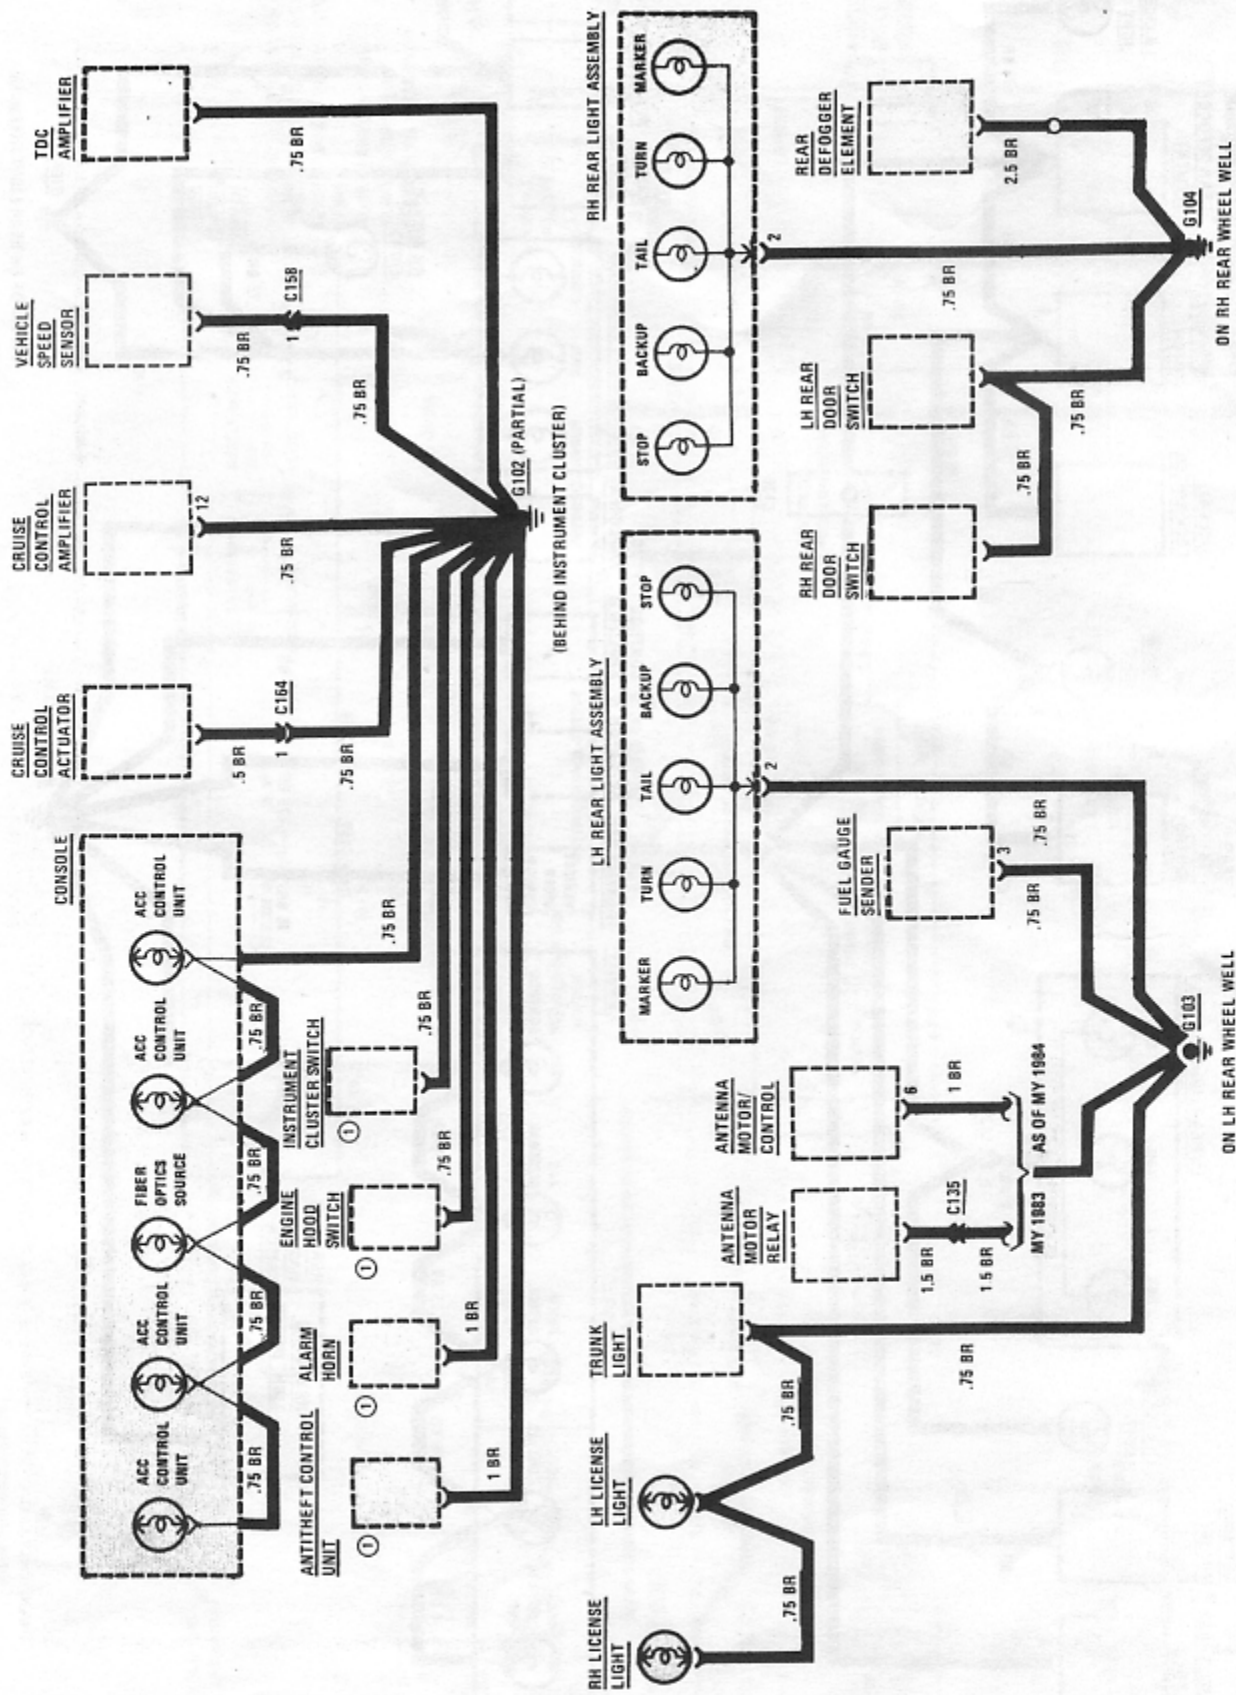 CONSOLE
ACC
CONTROL
UNIT
ACC
CONTROL
UNIT
FIBER
OPTICS
SOURCE
ACC
CONTROL
UNIT
ACC
CONTROL
UNIT
.75 BR
.75 BR
.75 BR
.75 BR
.75 BR
CRUISE
CONTROL
ACTUATOR
.5 BR
1
C164
.75 BR
CRUISE
CONTROL
AMPLIFIER
12
.75 BR
VEHICLE
SPEED
SENSOR
.75 BR
1
C158
.75 BR
TDC
AMPLIFIER
.75 BR
ANTITHEFT CONTROL
UNIT
1
1 BR
ALARM
HORN
1
1 BR
ENGINE
HOOD
SWITCH
1
.75 BR
INSTRUMENT
CLUSTER SWITCH
1
.75 BR
G102 (PARTIAL)
(BEHIND INSTRUMENT CLUSTER)
RH LICENSE
LIGHT
.75 BR
LH LICENSE
LIGHT
.75 BR
TRUNK
LIGHT
.75 BR
ANTENNA
MOTOR
RELAY
1.5 BR
C135
1.5 BR
MY 1983
ANTENNA
MOTOR/
CONTROL
6
1 BR
AS OF MY 1984
LH REAR LIGHT ASSEMBLY
MARKER
TURN
TAIL
BACKUP
STOP
2
.75 BR
FUEL GAUGE
SENDER
3
.75 BR
G103
ON LH REAR WHEEL WELL
RH REAR LIGHT ASSEMBLY
STOP
BACKUP
TAIL
TURN
MARKER
2
.75 BR
RH REAR
DOOR
SWITCH
.75 BR
LH REAR
DOOR
SWITCH
.75 BR
REAR
DEFOGGER
ELEMENT
2.5 BR
G104
ON RH REAR WHEEL WELL